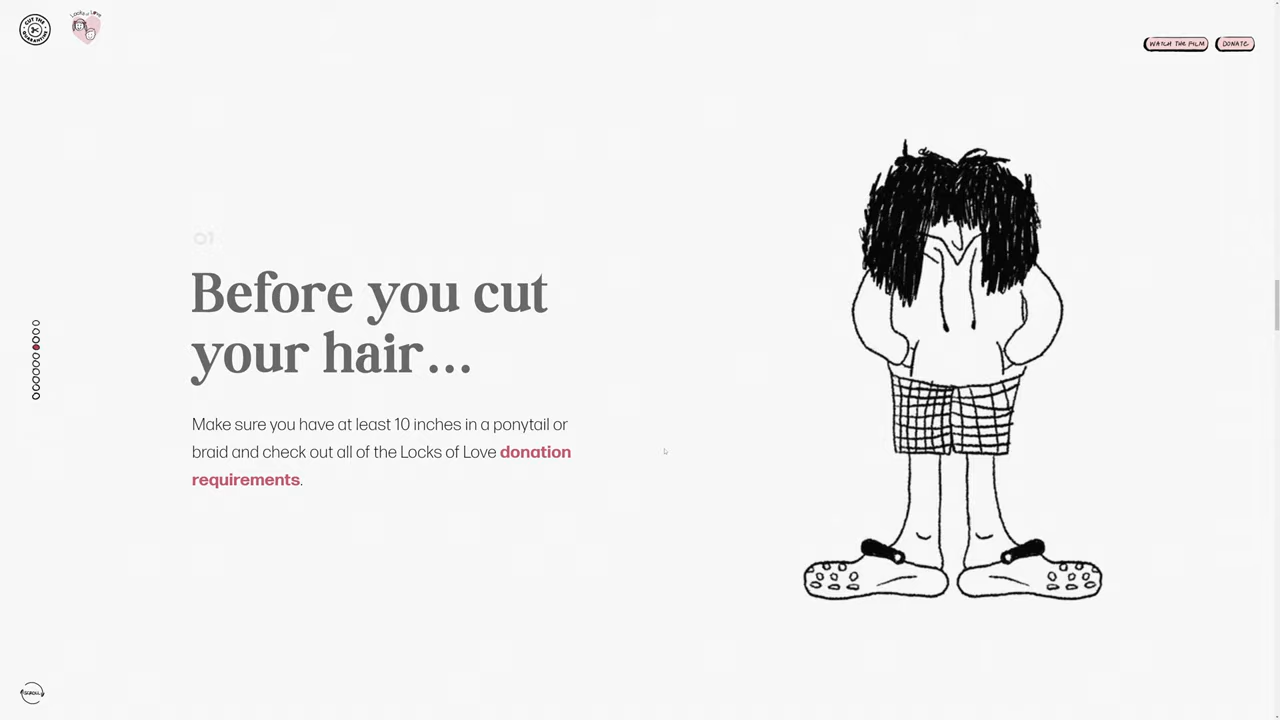 CUT THE
QUARANTINE
Locks of Love
WATCH THE FILM
DONATE
01
Before you cut
your hair...
Make sure you have at least 10 inches in a ponytail or
braid and check out all of the Locks of Love donation
requirements.
SCROLL